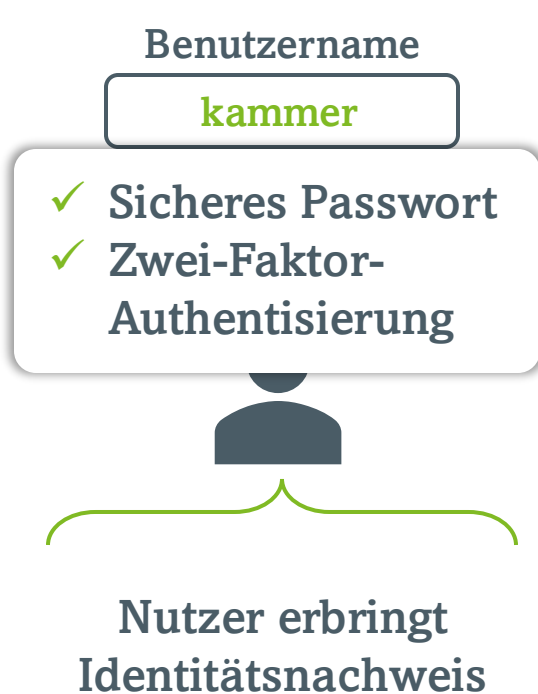 Benutzername
kammer
Sicheres Passwort
Zwei-Faktor-
Authentisierung
Nutzer erbringt
Identitätsnachweis